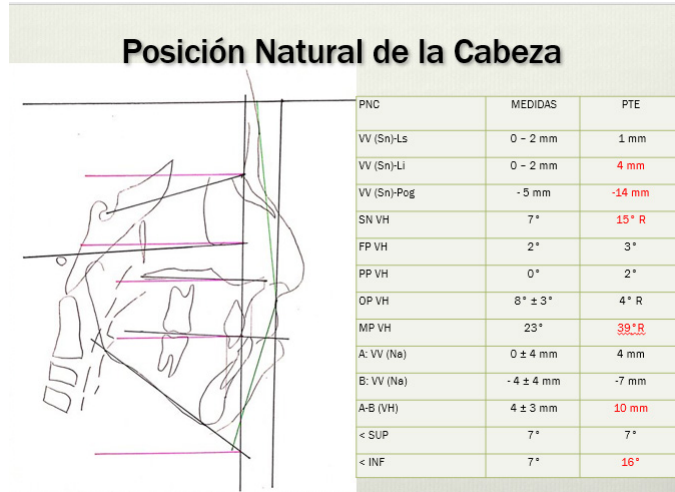 Posición Natural de la Cabeza
PNC MEDIDAS PTE
VV (Sn)-Ls 0 – 2 mm 1 mm
VV (Sn)-Li 0 – 2 mm 4 mm
VV (Sn)-Pog - 5 mm -14 mm
SN VH 7° 15° R
FP VH 2° 3°
PP VH 0° 2°
OP VH 8° ± 3° 4° R
MP VH 23° 39°R
A: VV (Na) 0 ± 4 mm 4 mm
B: VV (Na) - 4 ± 4 mm -7 mm
A-B (VH) 4 ± 3 mm 10 mm
< SUP 7° 7°
< INF 7° 16°